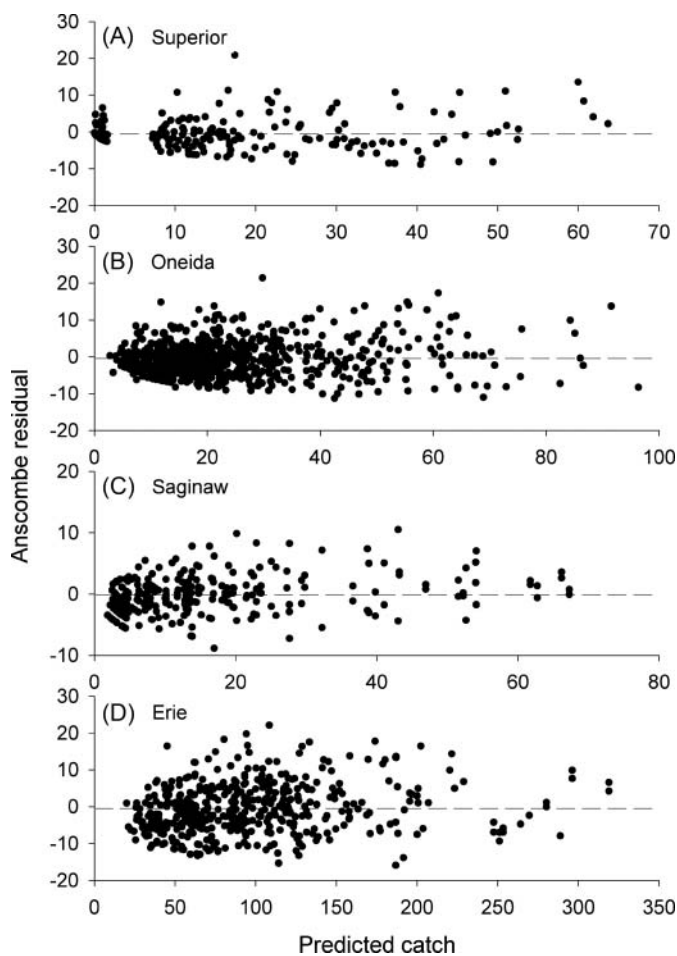 30
(A) Superior
20
10
0
-10
-20
0 10 20 30 40 50 60 70
30
(B) Oneida
20
10
0
-10
-20
0 20 40 60 80 100
Anscombe residual
20
(C) Saginaw
10
0
-10
0 20 40 60 80
30
(D) Erie
20
10
0
-10
-20
0 50 100 150 200 250 300 350
Predicted catch